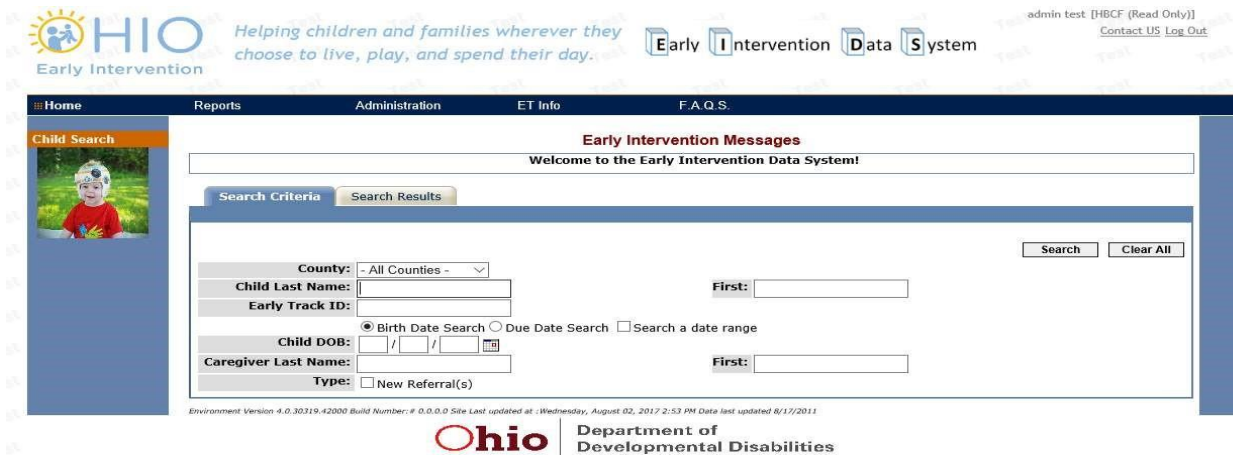 admin test [HBCF (Read Only)]
Contact US Log Out
OHIO
Early Intervention
Helping children and families wherever they
choose to live, play, and spend their day.
Early Intervention Data System
Home Reports Administration ET Info F.A.Q.S.
Child Search
Early Intervention Messages
Welcome to the Early Intervention Data System!
Search Criteria Search Results
Search Clear All
County: - All Counties -
Child Last Name: First:
Early Track ID:
Birth Date Search Due Date Search Search a date range
Child DOB: / /
Caregiver Last Name: First:
Type: New Referral(s)
Environment Version 4.0.30319.42000 Build Number:# 0.0.0.0 Site Last updated at :Wednesday, August 02, 2017 2:53 PM Data last updated 8/17/2011
Ohio Department of
Developmental Disabilities